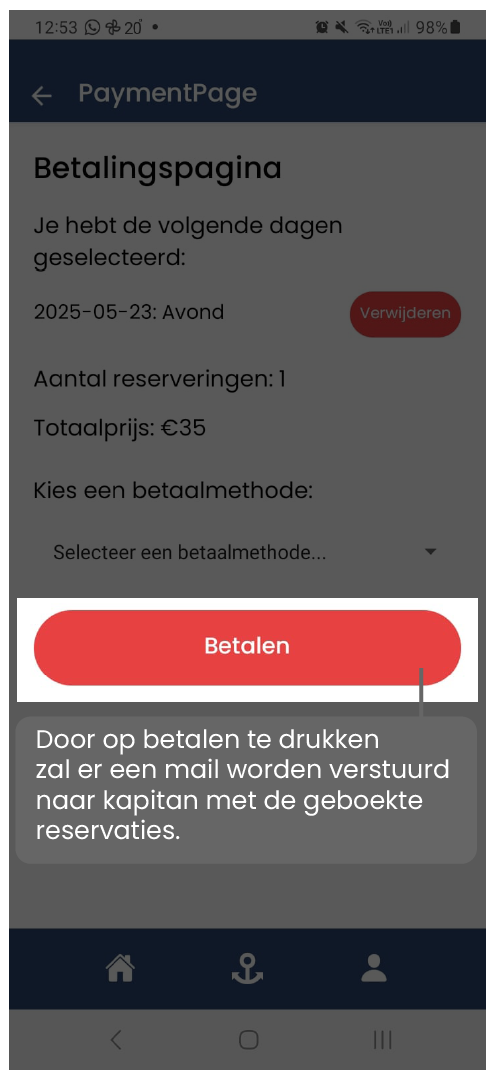 12:53 20° 98%
PaymentPage
Betalingspagina
Je hebt de volgende dagen
geselecteerd:
2025-05-23: Avond Verwijderen
Aantal reserveringen: 1
Totaalprijs: €35
Kies een betaalmethode:
Selecteer een betaalmethode...
Betalen
Door op betalen te drukken
zal er een mail worden verstuurd
naar kapitan met de geboekte
reservaties.